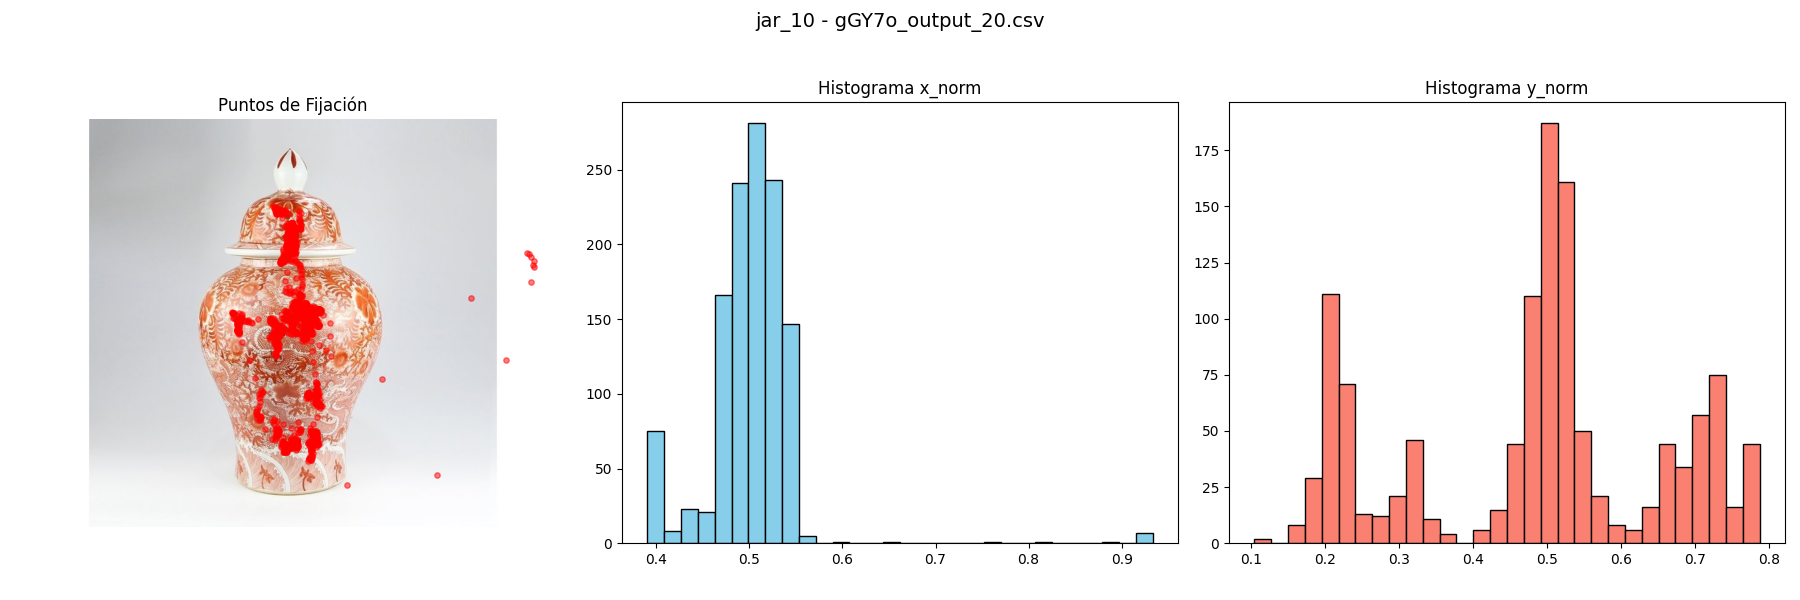 jar_10 - gGY7o_output_20.csv
Puntos de Fijación
Histograma x_norm
250
200
150
100
50
0
0.4 0.5 0.6 0.7 0.8 0.9
Histograma y_norm
175
150
125
100
75
50
25
0
0.1 0.2 0.3 0.4 0.5 0.6 0.7 0.8